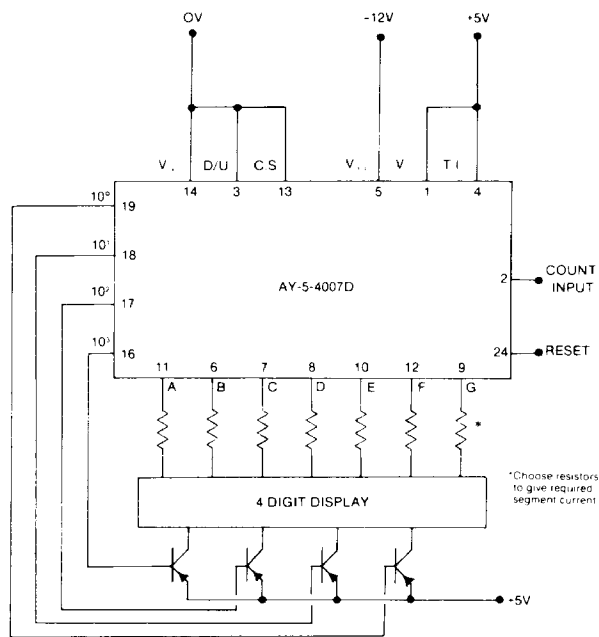 OV -12V +5V
D/U CS V T I
14 3 13 5 1 4
10⁰ 19
10¹ 18
10² 17
10³ 16
AY-5-4007D
2 COUNT INPUT
24 RESET
11 6 7 8 10 12 9
A B C D E F G
*
*Choose resistors
to give required
segment current
4 DIGIT DISPLAY
+5V